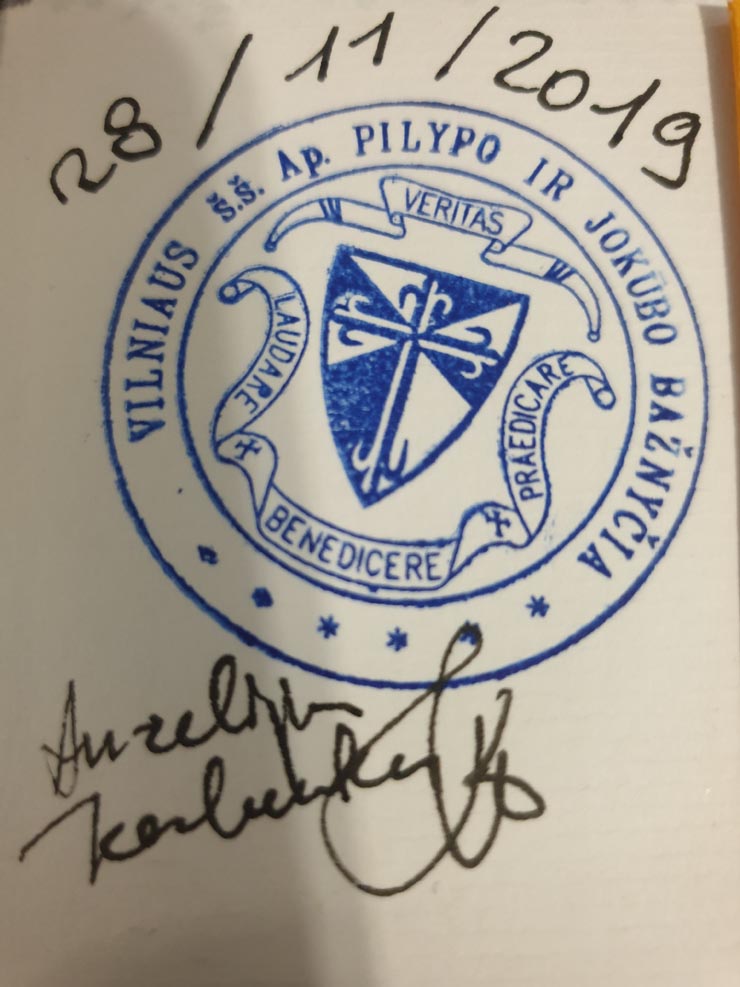 28/11/2019
VILNIAUS Š.Š. Ap. PILYPO IR JOKŪBO BAŽNYČIA
VERITAS
LAUDARE
BENEDICERE
PRAEDICARE